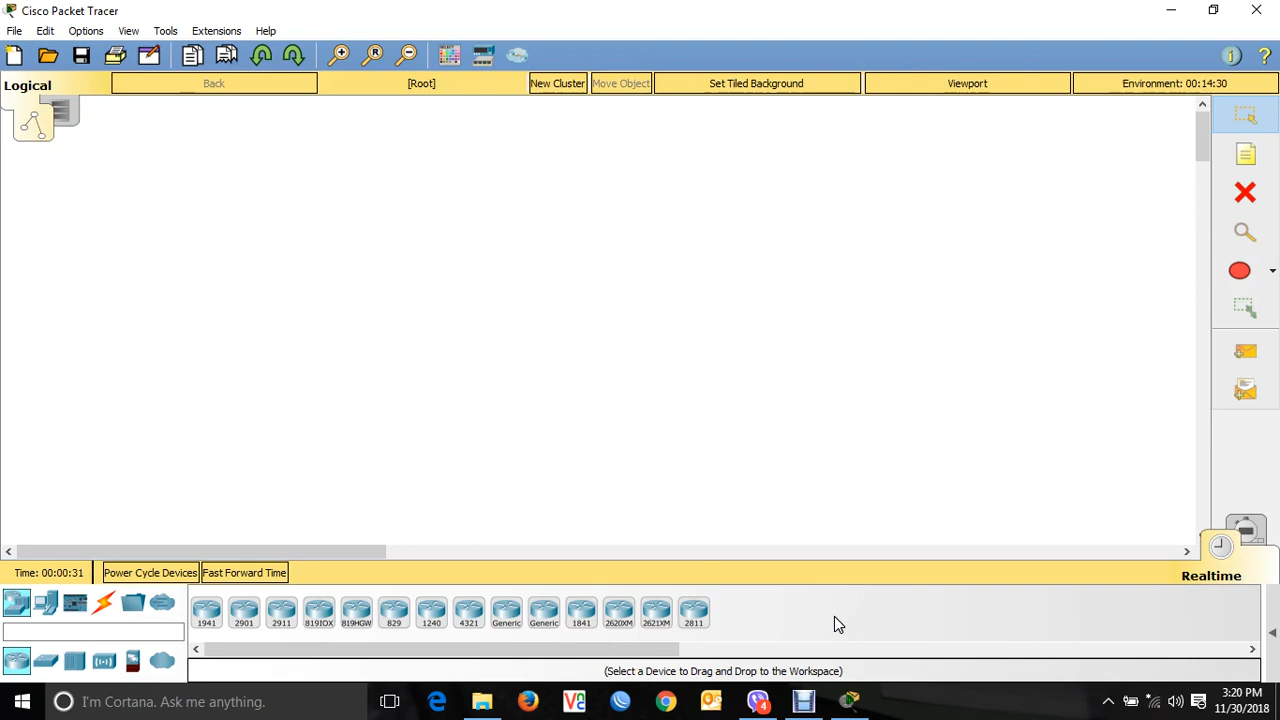 Cisco Packet Tracer
File Edit Options View Tools Extensions Help
Logical Back [Root] New Cluster Move Object Set Tiled Background Viewport Environment: 00:14:30
Time: 00:00:31 Power Cycle Devices Fast Forward Time Realtime
1941 2901 2911 819IOX 819HGW 829 1240 4321 Generic Generic 1841 2620XM 2621XM 2811
(Select a Device to Drag and Drop to the Workspace)
I'm Cortana. Ask me anything.
4
3:20 PM
11/30/2018